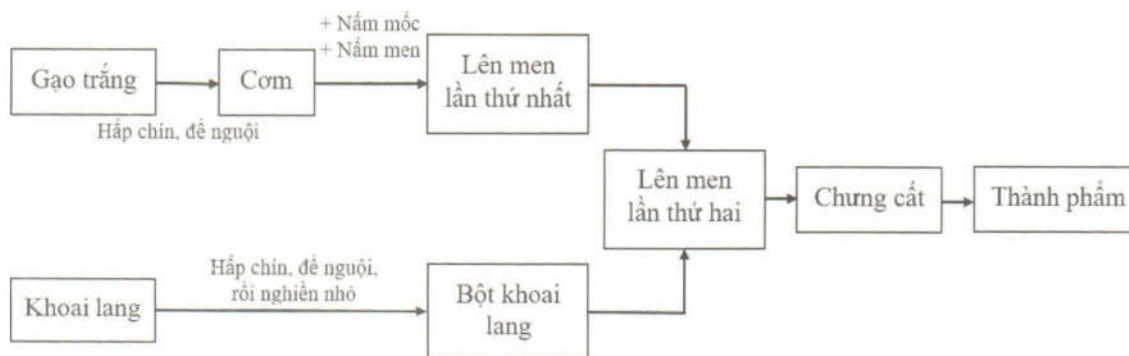 + Nấm mốc
+ Nấm men
Gạo trắng
Cơm
Lên men
lần thứ nhất
Hấp chín, để nguội
Lên men
lần thứ hai
Chưng cất
Thành phẩm
Hấp chín, để nguội,
rồi nghiền nhỏ
Khoai lang
Bột khoai
lang